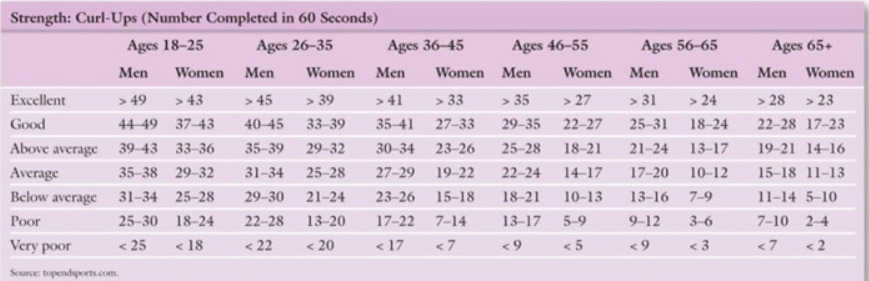 Strength: Curl-Ups (Number Completed in 60 Seconds)
Ages 18–25 Ages 26–35 Ages 36–45 Ages 46–55 Ages 56–65 Ages 65+
Men Women Men Women Men Women Men Women Men Women Men Women
Excellent > 49 > 43 > 45 > 39 > 41 > 33 > 35 > 27 > 31 > 24 > 28 > 23
Good 44–49 37–43 40–45 33–39 35–41 27–33 29–35 22–27 25–31 18–24 22–28 17–23
Above average 39–43 33–36 35–39 29–32 30–34 23–26 25–28 18–21 21–24 13–17 19–21 14–16
Average 35–38 29–32 31–34 25–28 27–29 19–22 22–24 14–17 17–20 10–12 15–18 11–13
Below average 31–34 25–28 29–30 21–24 23–26 15–18 18–21 10–13 13–16 7–9 11–14 5–10
Poor 25–30 18–24 22–28 13–20 17–22 7–14 13–17 5–9 9–12 3–6 7–10 2–4
Very poor < 25 < 18 < 22 < 20 < 17 < 7 < 9 < 5 < 9 < 3 < 7 < 2
Source: topendsports.com.